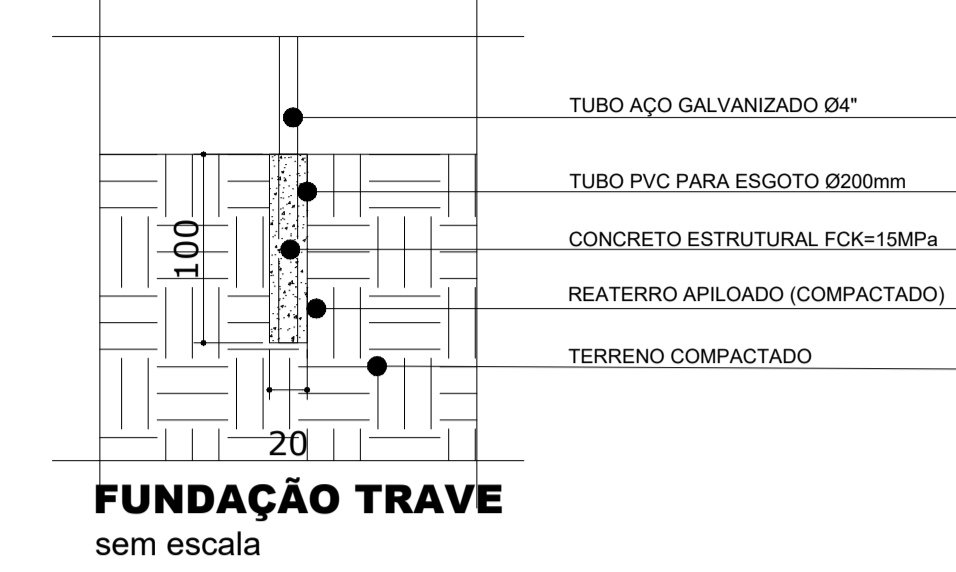 TUBO AÇO GALVANIZADO Ø4"
TUBO PVC PARA ESGOTO Ø200mm
100
CONCRETO ESTRUTURAL FCK=15MPa
REATERRO APILOADO (COMPACTADO)
TERRENO COMPACTADO
20
FUNDAÇÃO TRAVE
sem escala